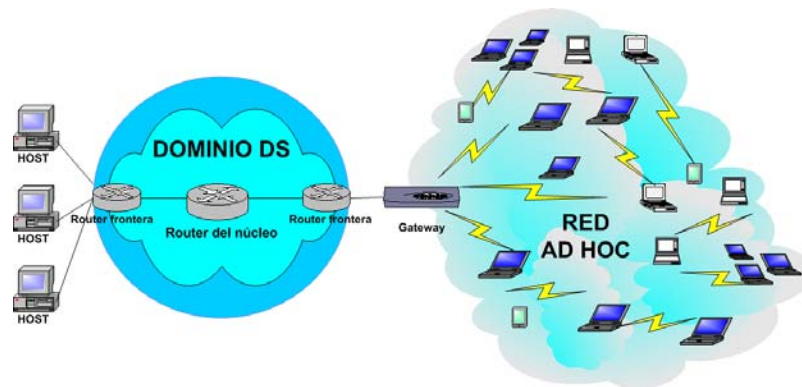 DOMINIO DS
HOST
Router frontera
Router frontera
Router del núcleo
HOST
HOST
Gateway
RED
AD HOC